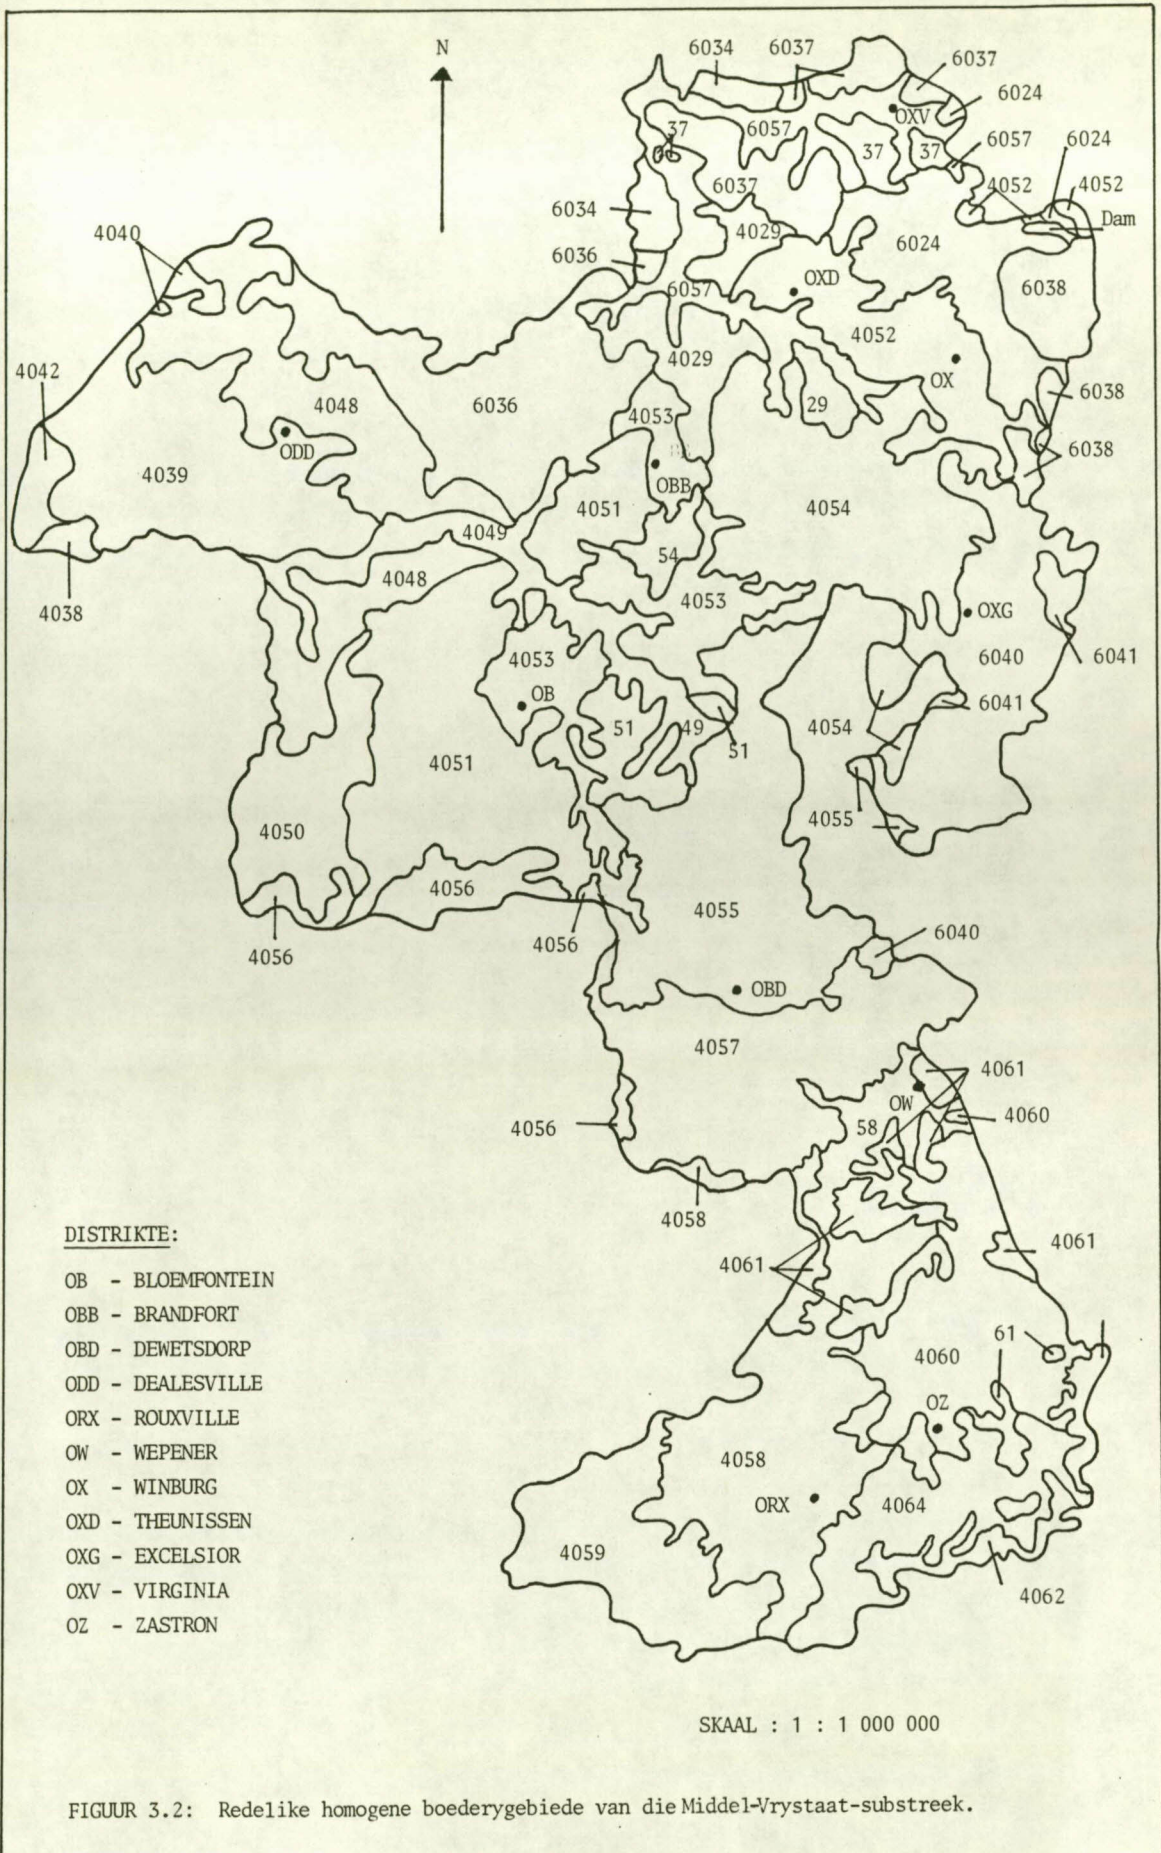 N
6034 6037
6037
6024
OXV
37 6057
37 37 6057 6024
6037 4052 4052
6034 Dam
4029 6024
4040
6036
OXD
6057 6038
4052
4029
4042 OX
4048 6036 29 6038
4053
ODD 6038
4039
OBB
4051 4054
4049
54
4048
4038 4053
OXG
4053 6040 6041
OB 6041
51 49 4054
51
4051
4055
4050
4056
4055
4056 4056 6040
OBD
4057
4061
OW
4056 58 4060
4058
DISTRIKTE:
4061
4061
OB - BLOEMFONTEIN
OBB - BRANDFORT
OBD - DEWETSDORP
ODD - DEALESVILLE
ORX - ROUXVILLE
OW - WEPENER
OX - WINBURG
OXD - THEUNISSEN
OXG - EXCELSIOR
OXV - VIRGINIA
OZ - ZASTRON
61
4060
OZ
4058
ORX 4064
4059
4062
SKAAL : 1 : 1 000 000
FIGUUR 3.2: Redelike homogene boederygebiede van die Middel-Vrystaat-substreek.